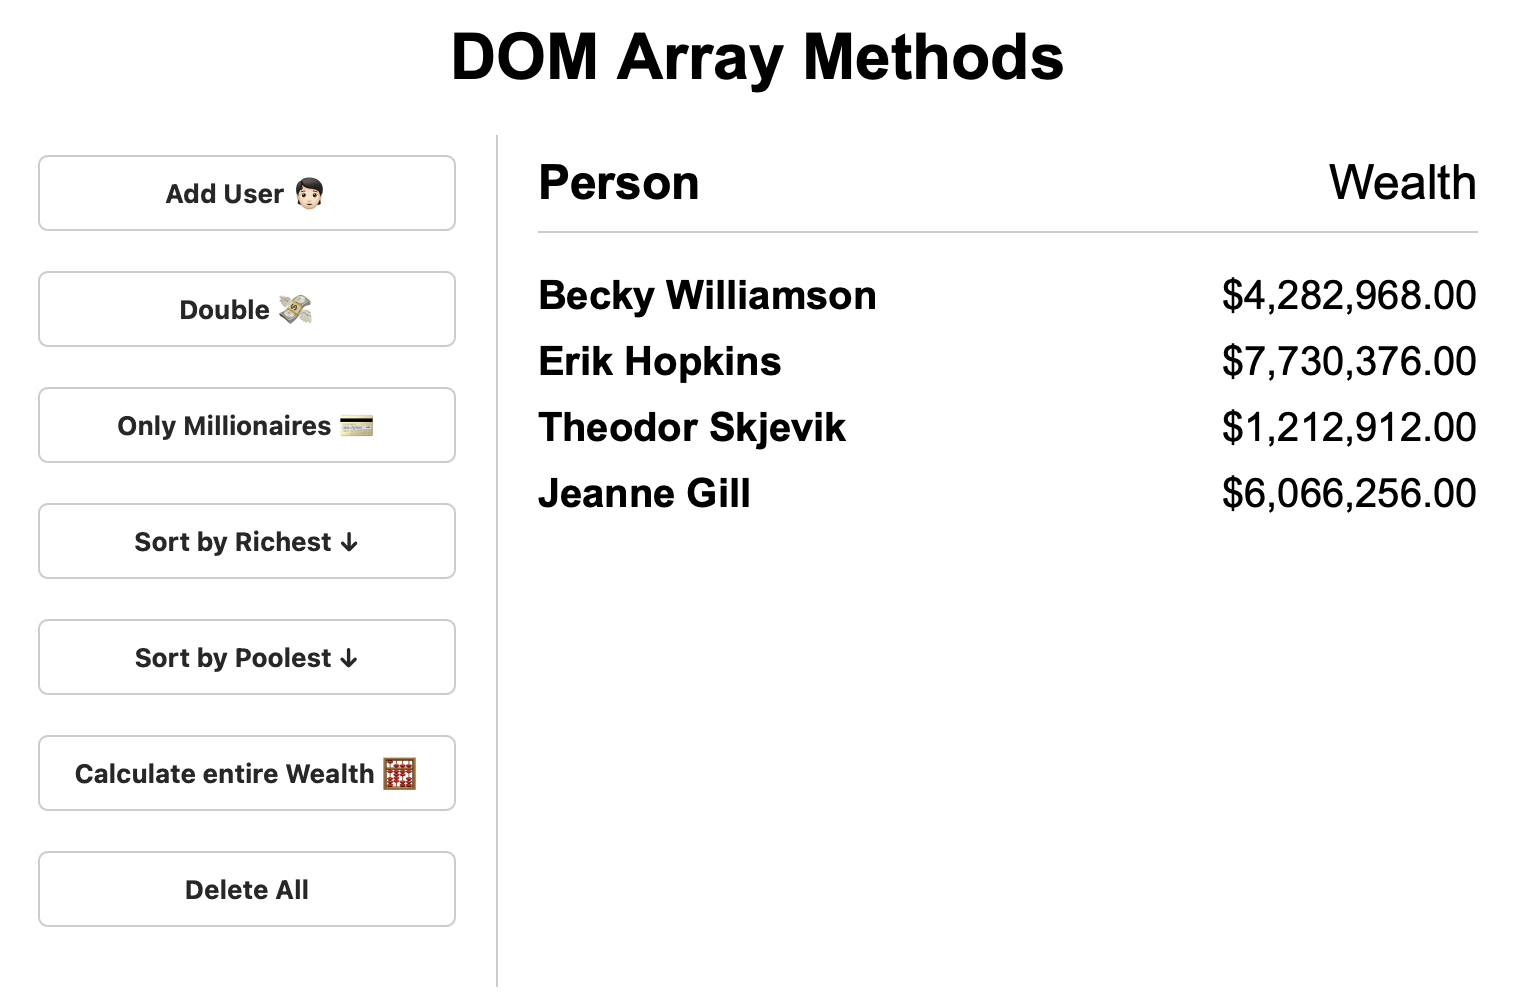 DOM Array Methods
Add User
Double
Only Millionaires
Sort by Richest ↓
Sort by Poolest ↓
Calculate entire Wealth
Delete All
Person Wealth
Becky Williamson $4,282,968.00
Erik Hopkins $7,730,376.00
Theodor Skjevik $1,212,912.00
Jeanne Gill $6,066,256.00